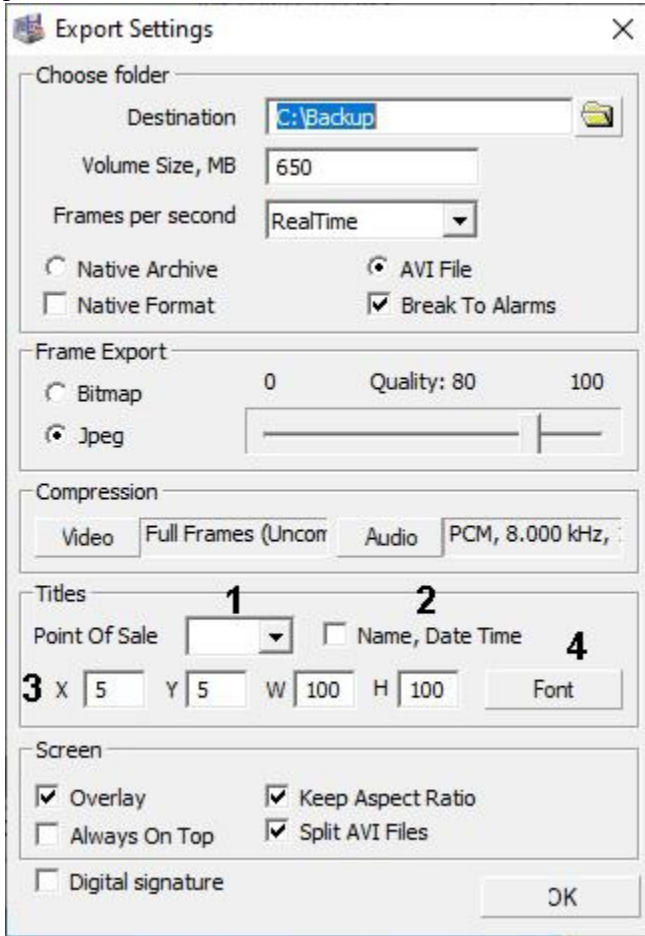 Export Settings
Choose folder
Destination C:\Backup
Volume Size, MB 650
Frames per second RealTime
Native Archive AVI File
Native Format Break To Alarms
Frame Export
Bitmap 0 Quality: 80 100
Jpeg
Compression
Video Full Frames (Uncom Audio PCM, 8.000 kHz,
Titles 1 2
Point Of Sale Name, Date Time 4
3 X 5 Y 5 W 100 H 100 Font
Screen
Overlay Keep Aspect Ratio
Always On Top Split AVI Files
Digital signature
OK